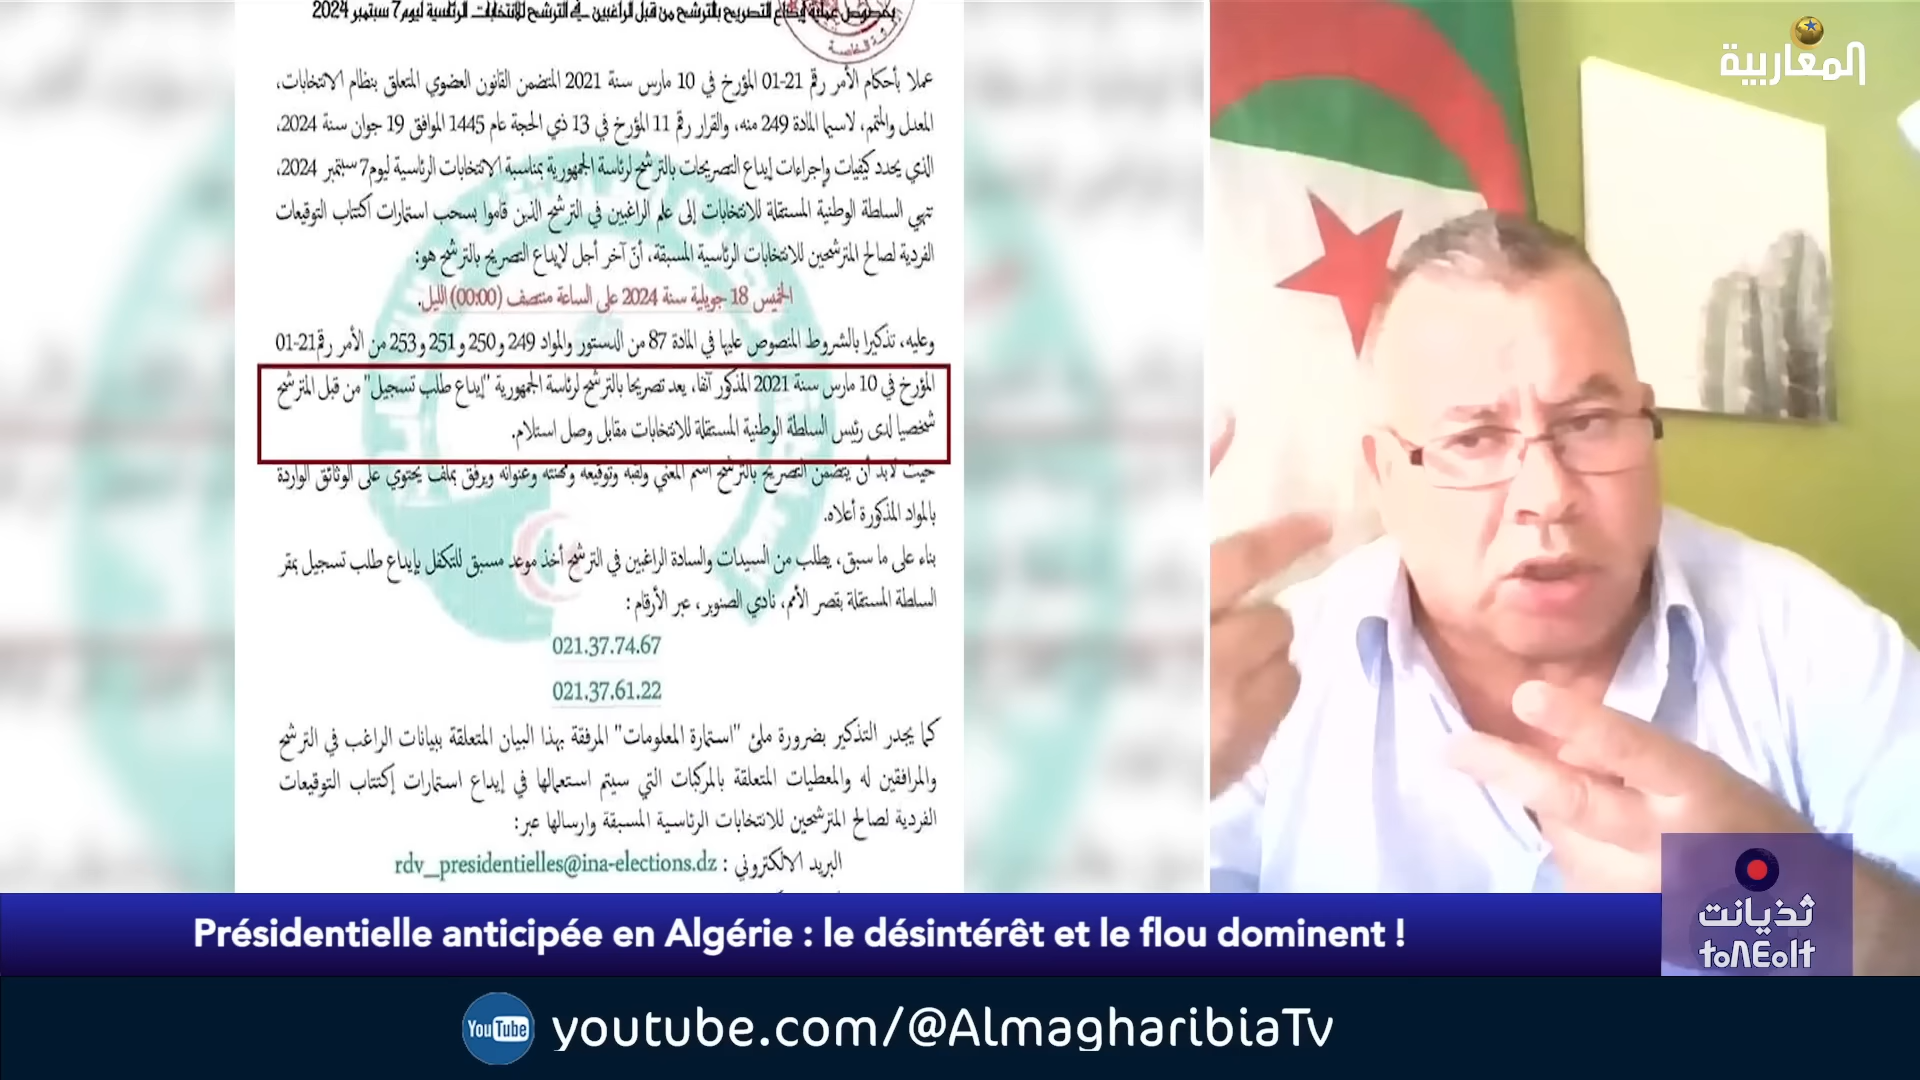 بخصوص عملية إيداع التصريح بالترشح من قبل الراغبين في الترشح للانتخابات الرئاسية ليوم 7 سبتمبر 2024
عملا بأحكام الأمر رقم 21-01 المؤرخ في 10 مارس سنة 2021 المتضمن القانون العضوي المتعلق بنظام الانتخابات،
المعدل والمتمم، لاسيما المادة 249 منه، والقرار رقم 11 المؤرخ في 13 ذي الحجة عام 1445 الموافق 19 جوان سنة 2024،
الذي يحدد كيفيات وإجراءات إيداع التصريحات بالترشح لرئاسة الجمهورية بمناسبة الانتخابات الرئاسية ليوم 7 سبتمبر 2024،
تنهي السلطة الوطنية المستقلة للانتخابات إلى علم الراغبين في الترشح الذين قاموا بسحب استمارات اكتتاب التوقيعات
الفردية لصالح المترشحين للانتخابات الرئاسية المسبقة، أنّ آخر أجل لإيداع التصريح بالترشح هو:
الخميس 18 جويلية سنة 2024 على الساعة منتصف (00:00) الليل.
وعليه، تذكيرا بالشروط المنصوص عليها في المادة 87 من الدستور والمواد 249 و250 و251 و253 من الأمر رقم 21-01
المؤرخ في 10 مارس سنة 2021 المذكور آنفا، يعد تصريحا بالترشح لرئاسة الجمهورية "إيداع طلب تسجيل" من قبل المترشح
شخصيا لدى رئيس السلطة الوطنية المستقلة للانتخابات مقابل وصل استلام.
حيث لابد أن يتضمن التصريح بالترشح اسم المعني ولقبه وتوقيعه ومهنته وعنوانه ويرفق بملف يحتوي على الوثائق الواردة
بالمواد المذكورة أعلاه.
بناء على ما سبق، يطلب من السيدات والسادة الراغبين في الترشح أخذ موعد مسبق للتكفل بإيداع طلب تسجيل بمقر
السلطة المستقلة بقصر الأمم، نادي الصنوبر، عبر الأرقام :
021.37.74.67
021.37.61.22
كما يجدر التذكير بضرورة ملئ "استمارة المعلومات" المرفقة بهذا البيان المتعلقة ببيانات الراغب في الترشح
والمرافقين له والمعطيات المتعلقة بالمركبات التي سيتم استعمالها في إيداع استمارات إكتتاب التوقيعات
الفردية لصالح المترشحين للانتخابات الرئاسية المسبقة وارسالها عبر:
البريد الالكتروني : rdv_presidentielles@ina-elections.dz
المغاربية
Présidentielle anticipée en Algérie : le désintérêt et le flou dominent !
ثذيانت
YouTube youtube.com/@AlmagharibiaTv